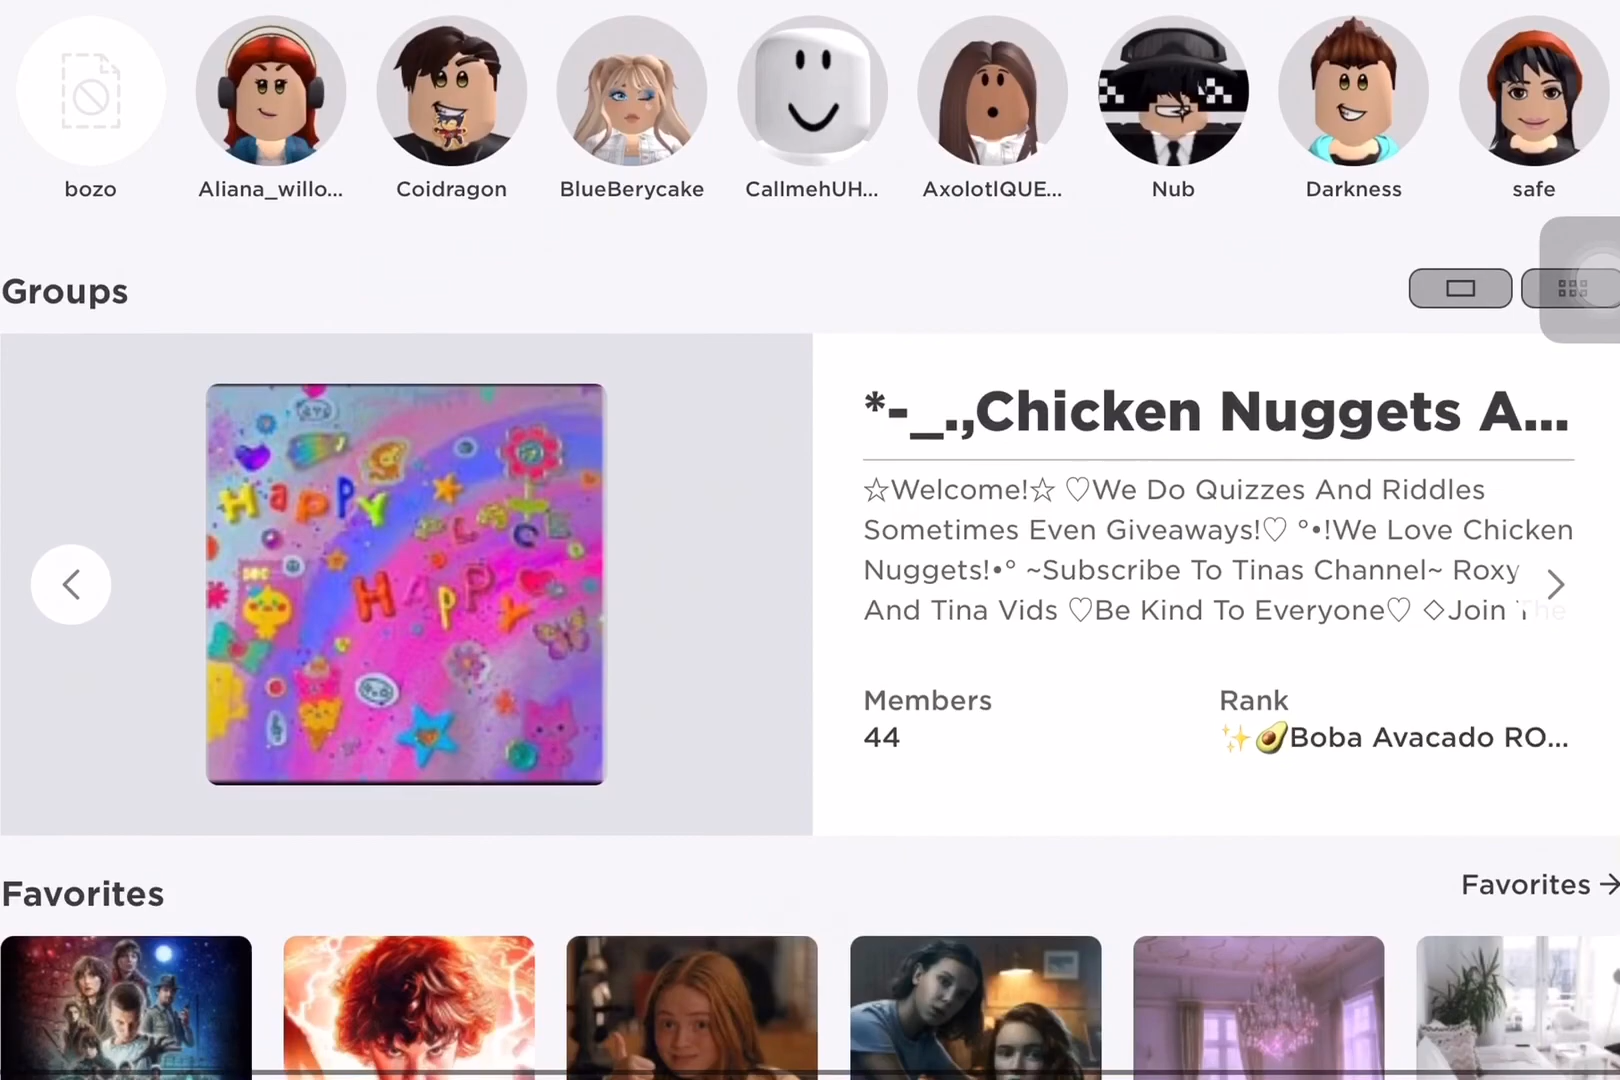 bozo
Aliana_willo...
Coidragon
BlueBerycake
CallmehUH...
AxolotlQUE...
Nub
Darkness
safe
Groups
HAPPY
PLACE
HAPPY
*-_.,Chicken Nuggets A...
☆Welcome!☆ ♡We Do Quizzes And Riddles
Sometimes Even Giveaways!♡ °•!We Love Chicken
Nuggets!•° ~Subscribe To Tinas Channel~ Roxy
And Tina Vids ♡Be Kind To Everyone♡ ◇Join The
Members
44
Rank
✨🥑Boba Avacado RO...
Favorites
Favorites →